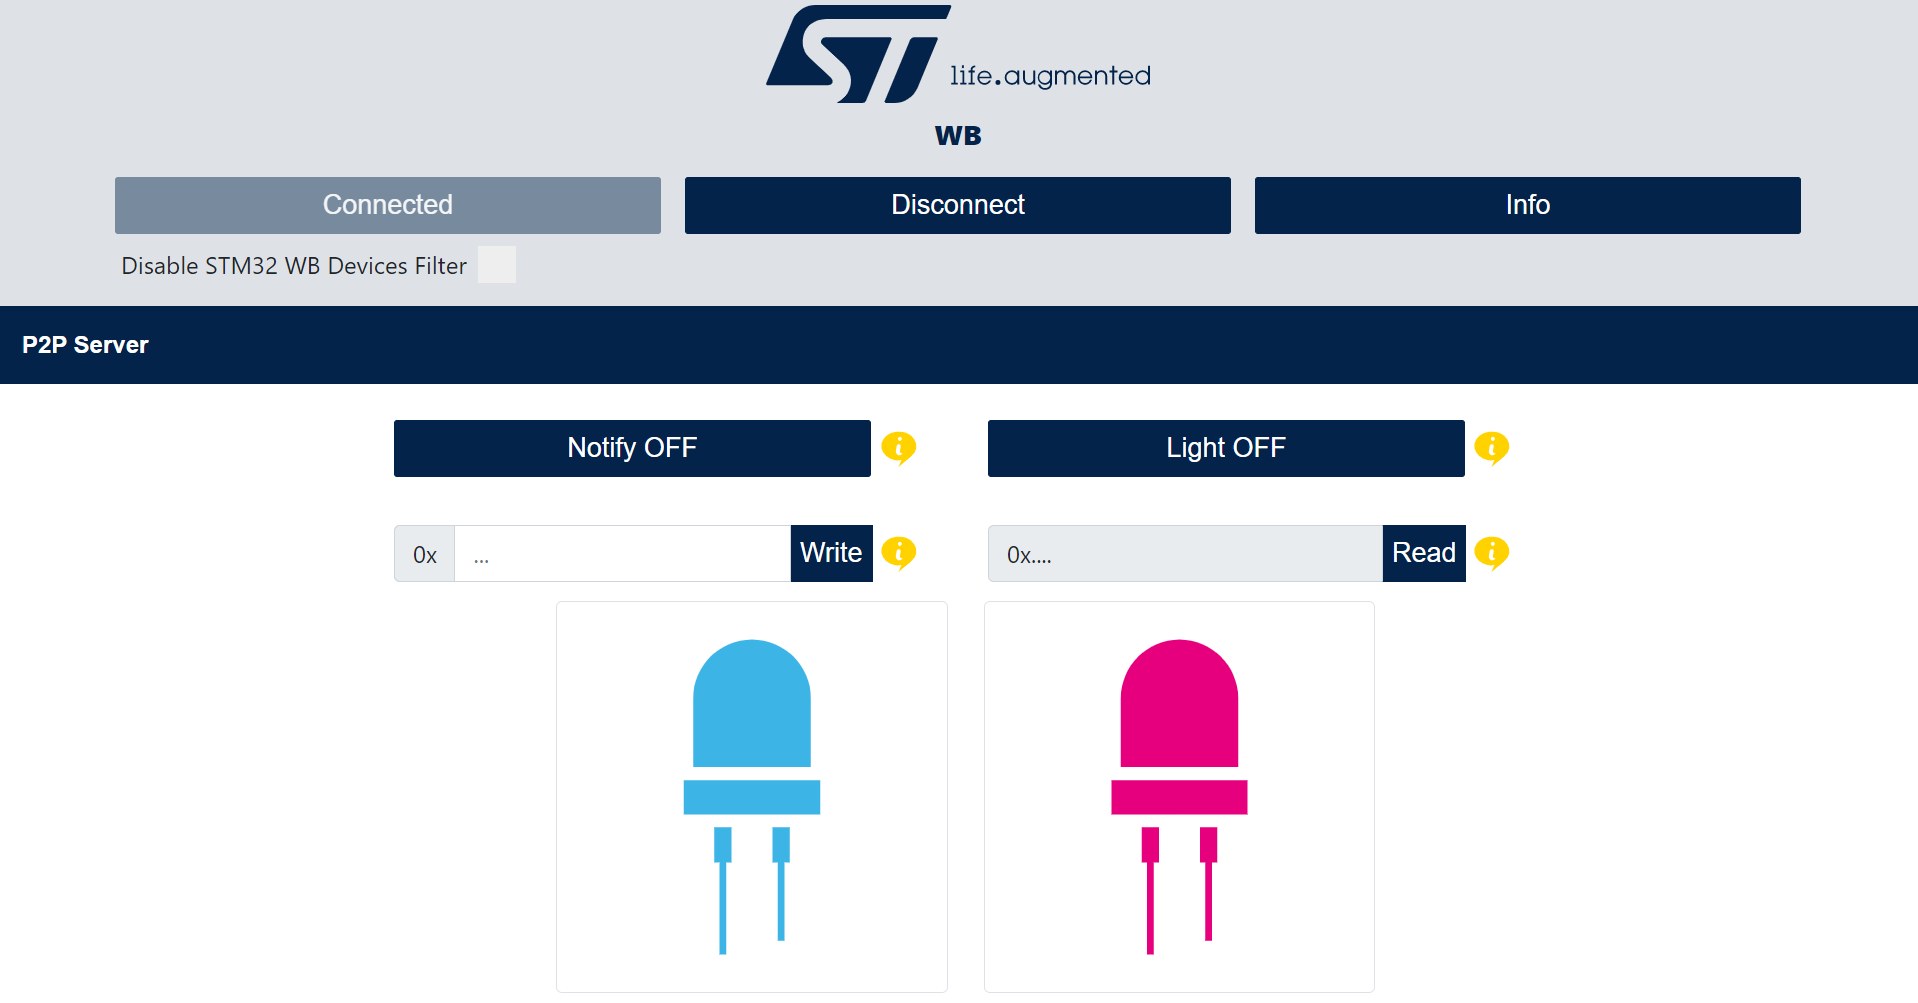 ST
life.augmented
WB
Connected Disconnect Info
Disable STM32 WB Devices Filter
P2P Server
Notify OFF i Light OFF i
0x ... Write i 0x.... Read i